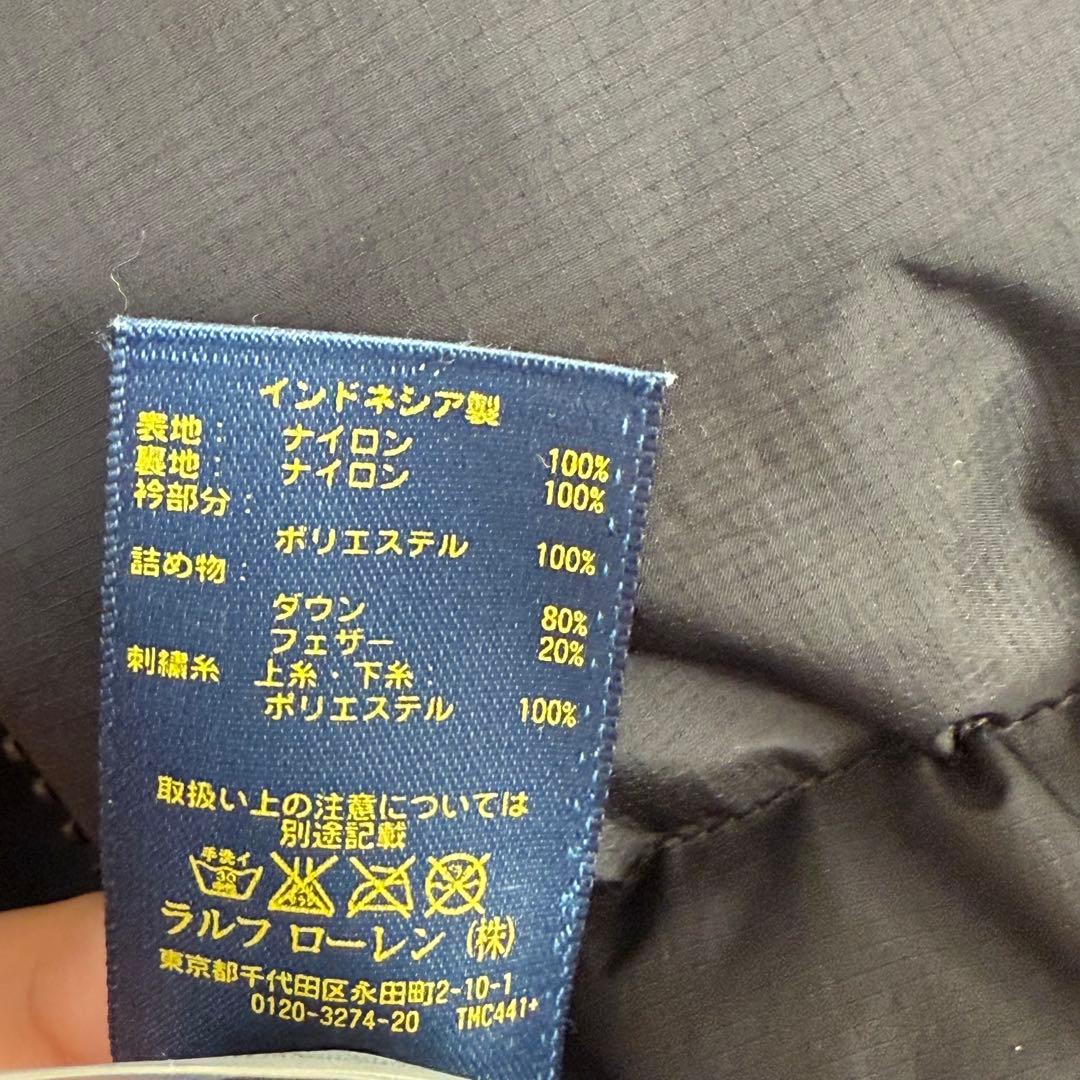 インドネシア製
表地: ナイロン 100%
裏地: ナイロン 100%
衿部分:
ポリエステル 100%
詰め物:
ダウン 80%
フェザー 20%
刺繍糸 上糸・下糸
ポリエステル 100%
取扱い上の注意については
別途記載
手洗イ
30
ラルフ ローレン (株)
東京都千代田区永田町2-10-1
0120-3274-20 TMC441+